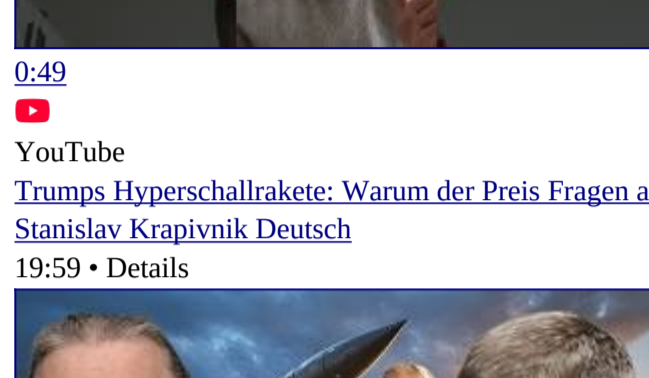 0:49
YouTube
Trumps Hyperschallrakete: Warum der Preis Fragen a
Stanislav Krapivnik Deutsch
19:59 • Details